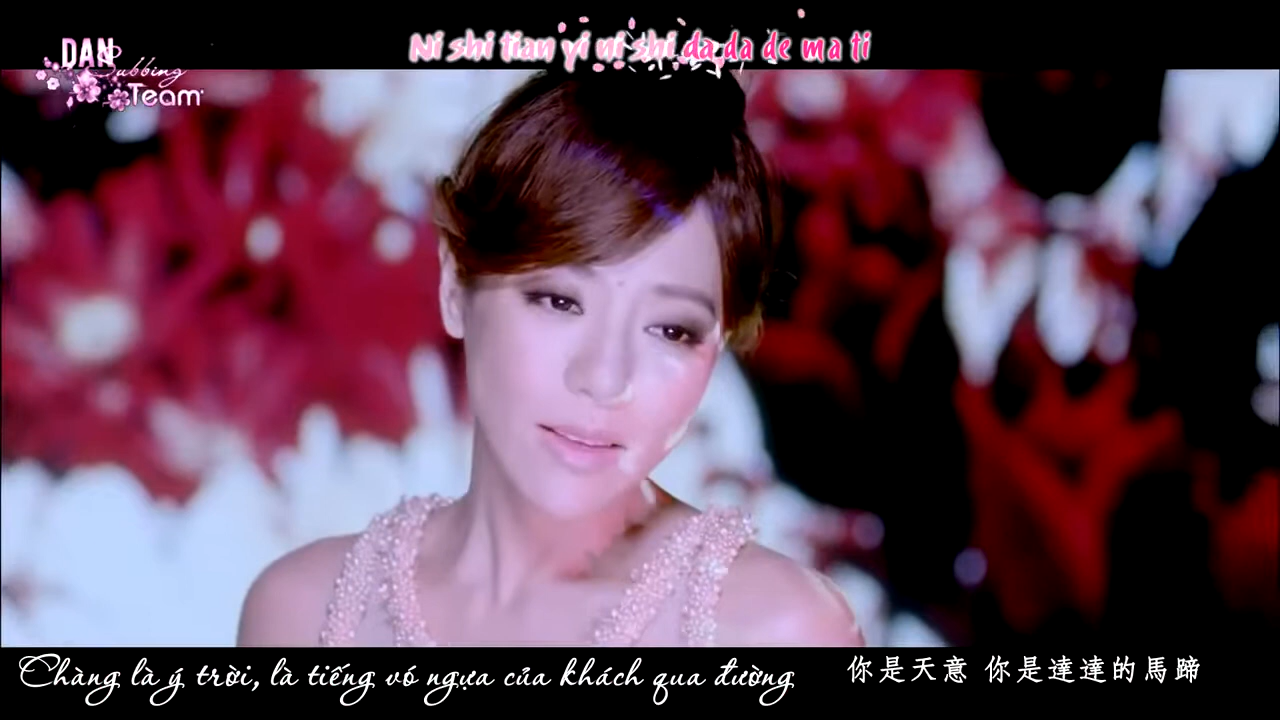 DAN
Subbing
Team
Ni shi tian yi ni shi da da de ma ti
Chàng là ý trời, là tiếng vó ngựa của khách qua đường
你是天意 你是達達的馬蹄